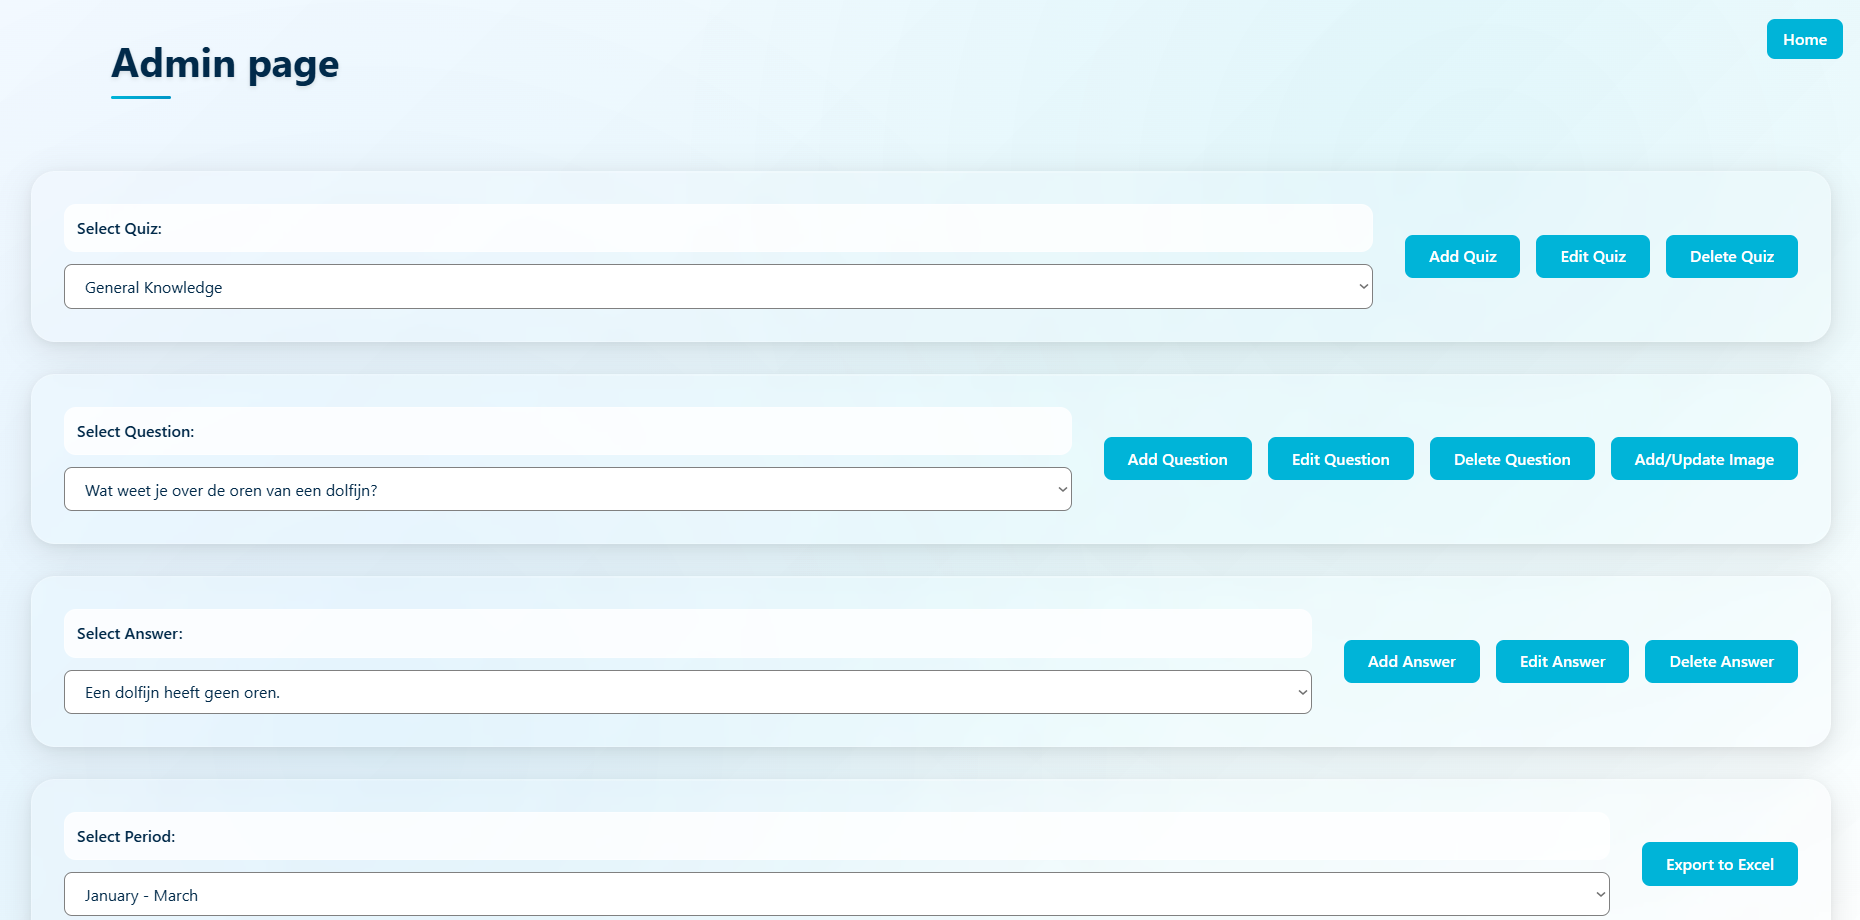 Home
Admin page
Select Quiz:
General Knowledge
Add Quiz
Edit Quiz
Delete Quiz
Select Question:
Wat weet je over de oren van een dolfijn?
Add Question
Edit Question
Delete Question
Add/Update Image
Select Answer:
Een dolfijn heeft geen oren.
Add Answer
Edit Answer
Delete Answer
Select Period:
January - March
Export to Excel